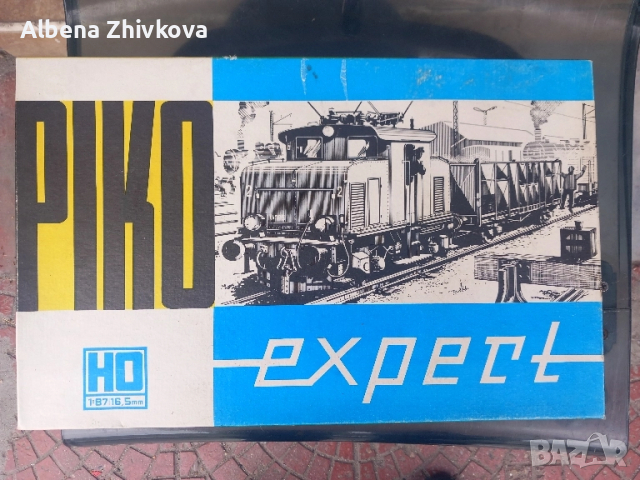 Albena Zhivkova
PIKO
HO
1:87/16,5mm
expert
BAZAR